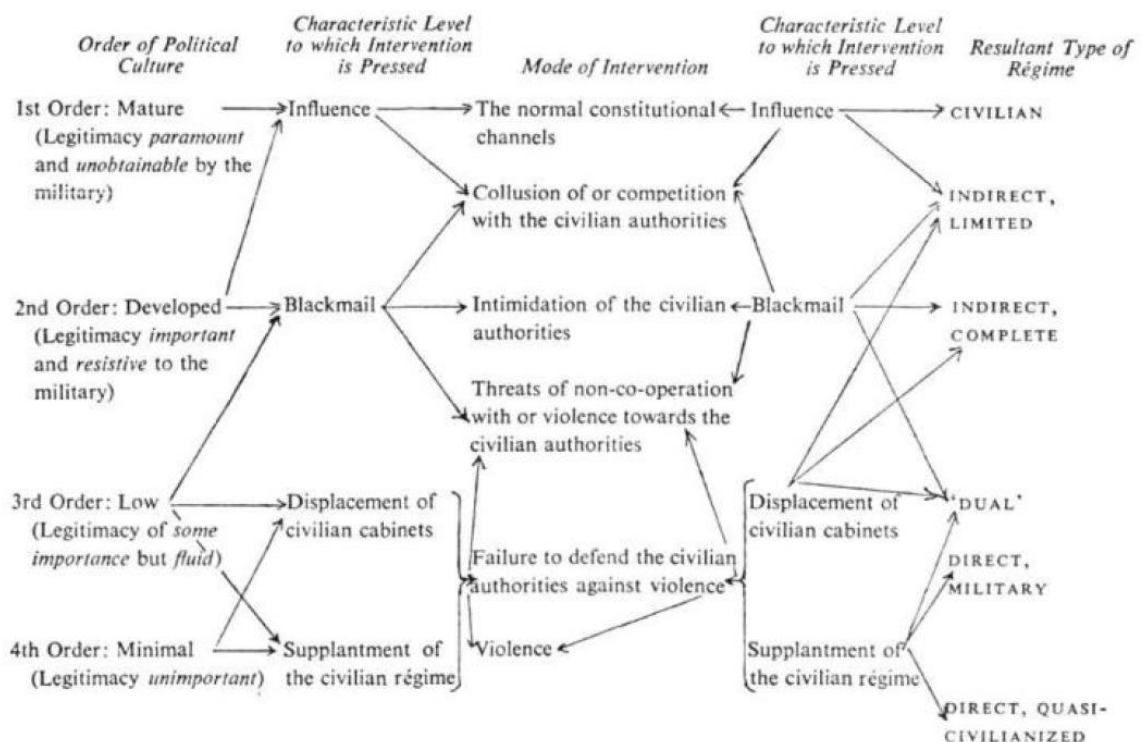 Order of Political
Culture
Characteristic Level
to which Intervention
is Pressed
Mode of Intervention
Characteristic Level
to which Intervention
is Pressed
Resultant Type of
Régime
1st Order: Mature
(Legitimacy paramount
and unobtainable by the
military)
Influence
The normal constitutional
channels
Influence
CIVILIAN
Collusion of or competition
with the civilian authorities
INDIRECT,
LIMITED
2nd Order: Developed
(Legitimacy important
and resistive to the
military)
Blackmail
Intimidation of the civilian
authorities
Blackmail
INDIRECT,
COMPLETE
Threats of non-co-operation
with or violence towards the
civilian authorities
3rd Order: Low
(Legitimacy of some
importance but fluid)
Displacement of
civilian cabinets
Displacement of
civilian cabinets
'DUAL'
Failure to defend the civilian
authorities against violence
DIRECT,
MILITARY
4th Order: Minimal
(Legitimacy unimportant)
Supplantment of
the civilian régime
Violence
Supplantment of
the civilian régime
DIRECT, QUASI-
CIVILIANIZED